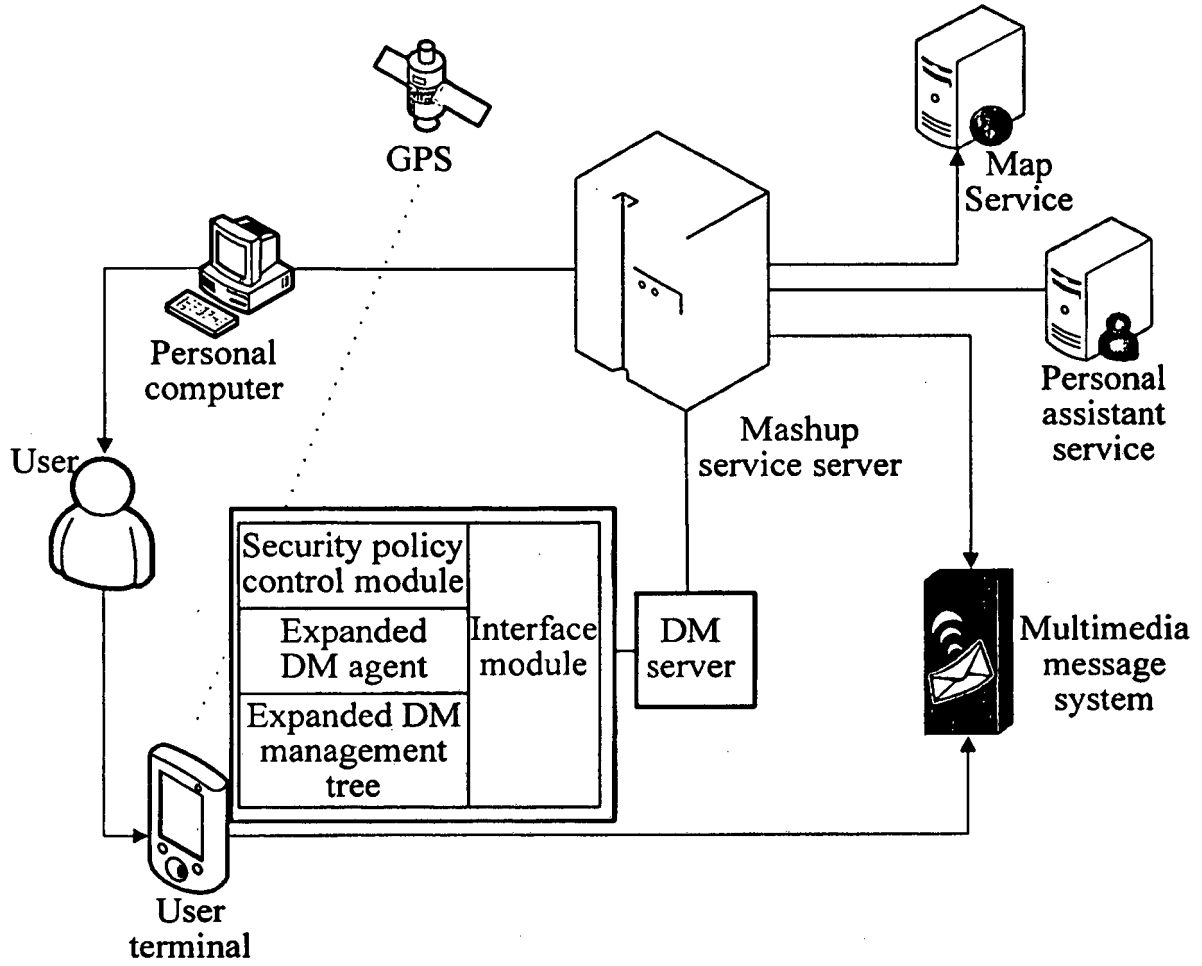 GPS
Map
Service
Personal
computer
Personal
assistant
service
Mashup
service server
User
Security policy
control module
Expanded
DM agent
Expanded DM
management
tree
Interface
module
DM
server
Multimedia
message
system
User
terminal